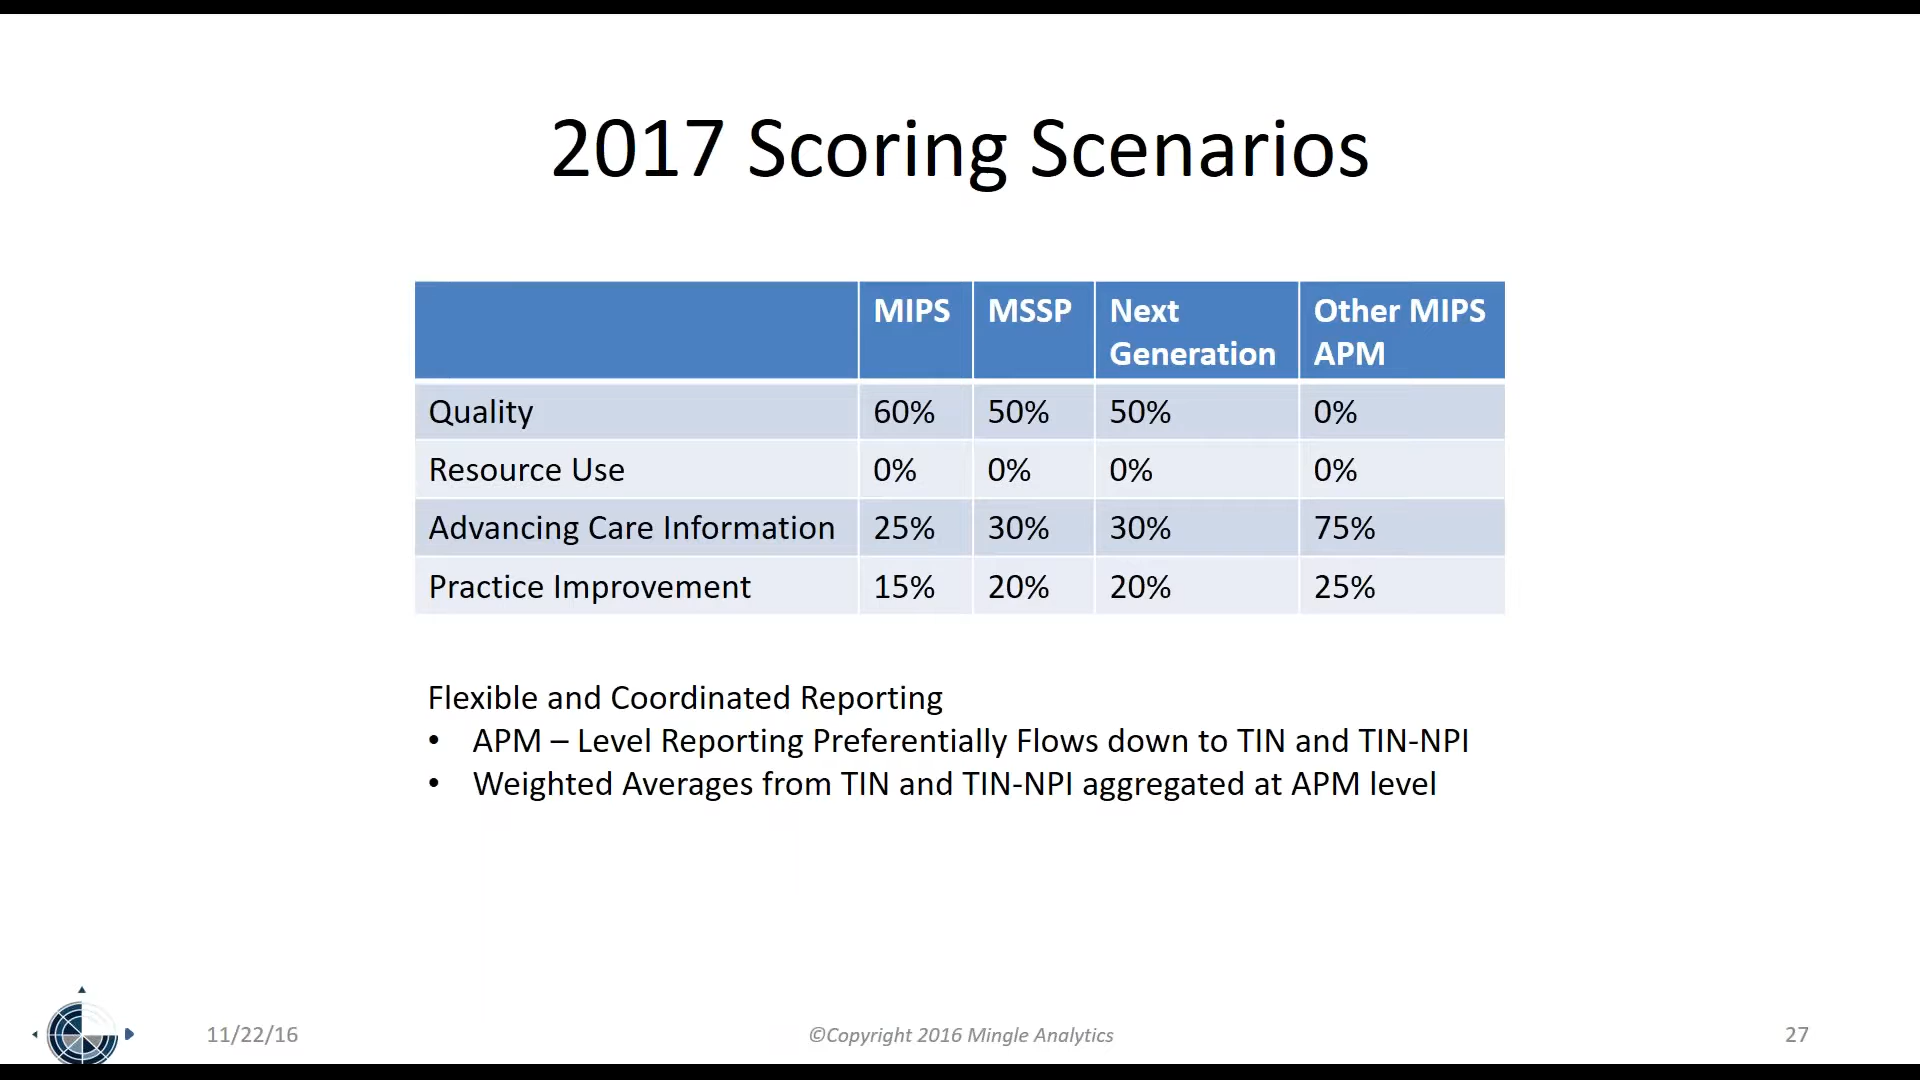 2017 Scoring Scenarios
MIPS MSSP Next Generation Other MIPS APM
Quality 60% 50% 50% 0%
Resource Use 0% 0% 0% 0%
Advancing Care Information 25% 30% 30% 75%
Practice Improvement 15% 20% 20% 25%
Flexible and Coordinated Reporting
• APM – Level Reporting Preferentially Flows down to TIN and TIN-NPI
• Weighted Averages from TIN and TIN-NPI aggregated at APM level
11/22/16 ©Copyright 2016 Mingle Analytics 27